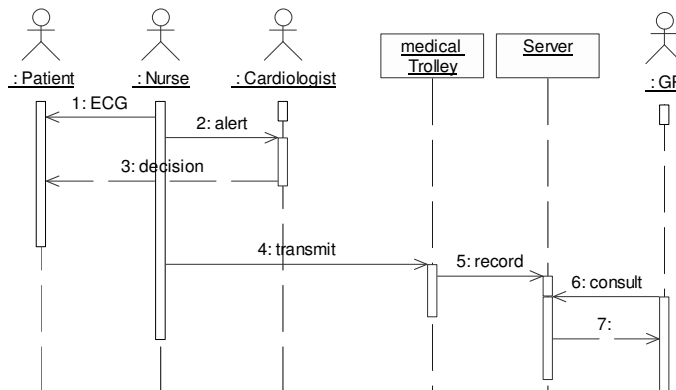 medical
Trolley
Server
: Patient
: Nurse
: Cardiologist
: GP
1: ECG
2: alert
3: decision
4: transmit
5: record
6: consult
7: